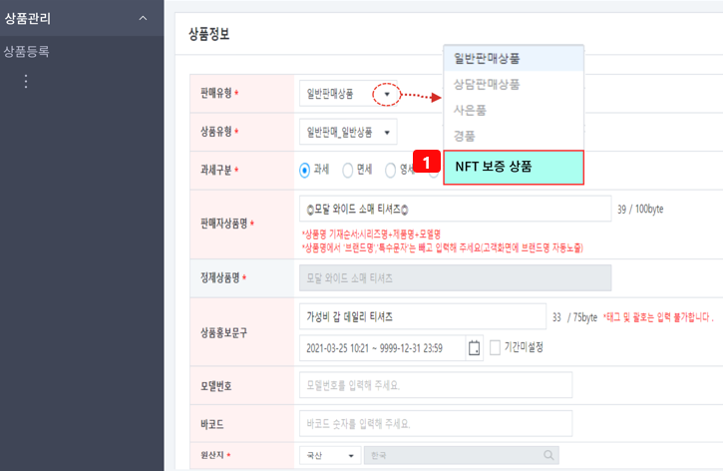 상품관리
상품등록
상품정보
판매유형 *
일반판매상품
일반판매상품
상담판매상품
사은품
경품
1
NFT 보증 상품
상품유형 *
일반판매_일반상품
과세구분 *
과세
면세
영세
판매자상품명 *
◎모달 와이드 소매 티셔츠◎
39 / 100byte
*상품명 기재순서:시리즈명+제품명+모델명
*상품명에서 '브랜드명','특수문자'는 빼고 입력해 주세요(고객화면에 브랜드명 자동노출)
정제상품명 *
모달 와이드 소매 티셔츠
상품홍보문구
가성비 갑 데일리 티셔츠
33 / 75byte *태그 및 괄호는 입력 불가합니다 .
2021-03-25 10:21 ~ 9999-12-31 23:59
기간미설정
모델번호
모델번호를 입력해 주세요.
바코드
바코드 숫자를 입력해 주세요.
원산지 *
국산
한국